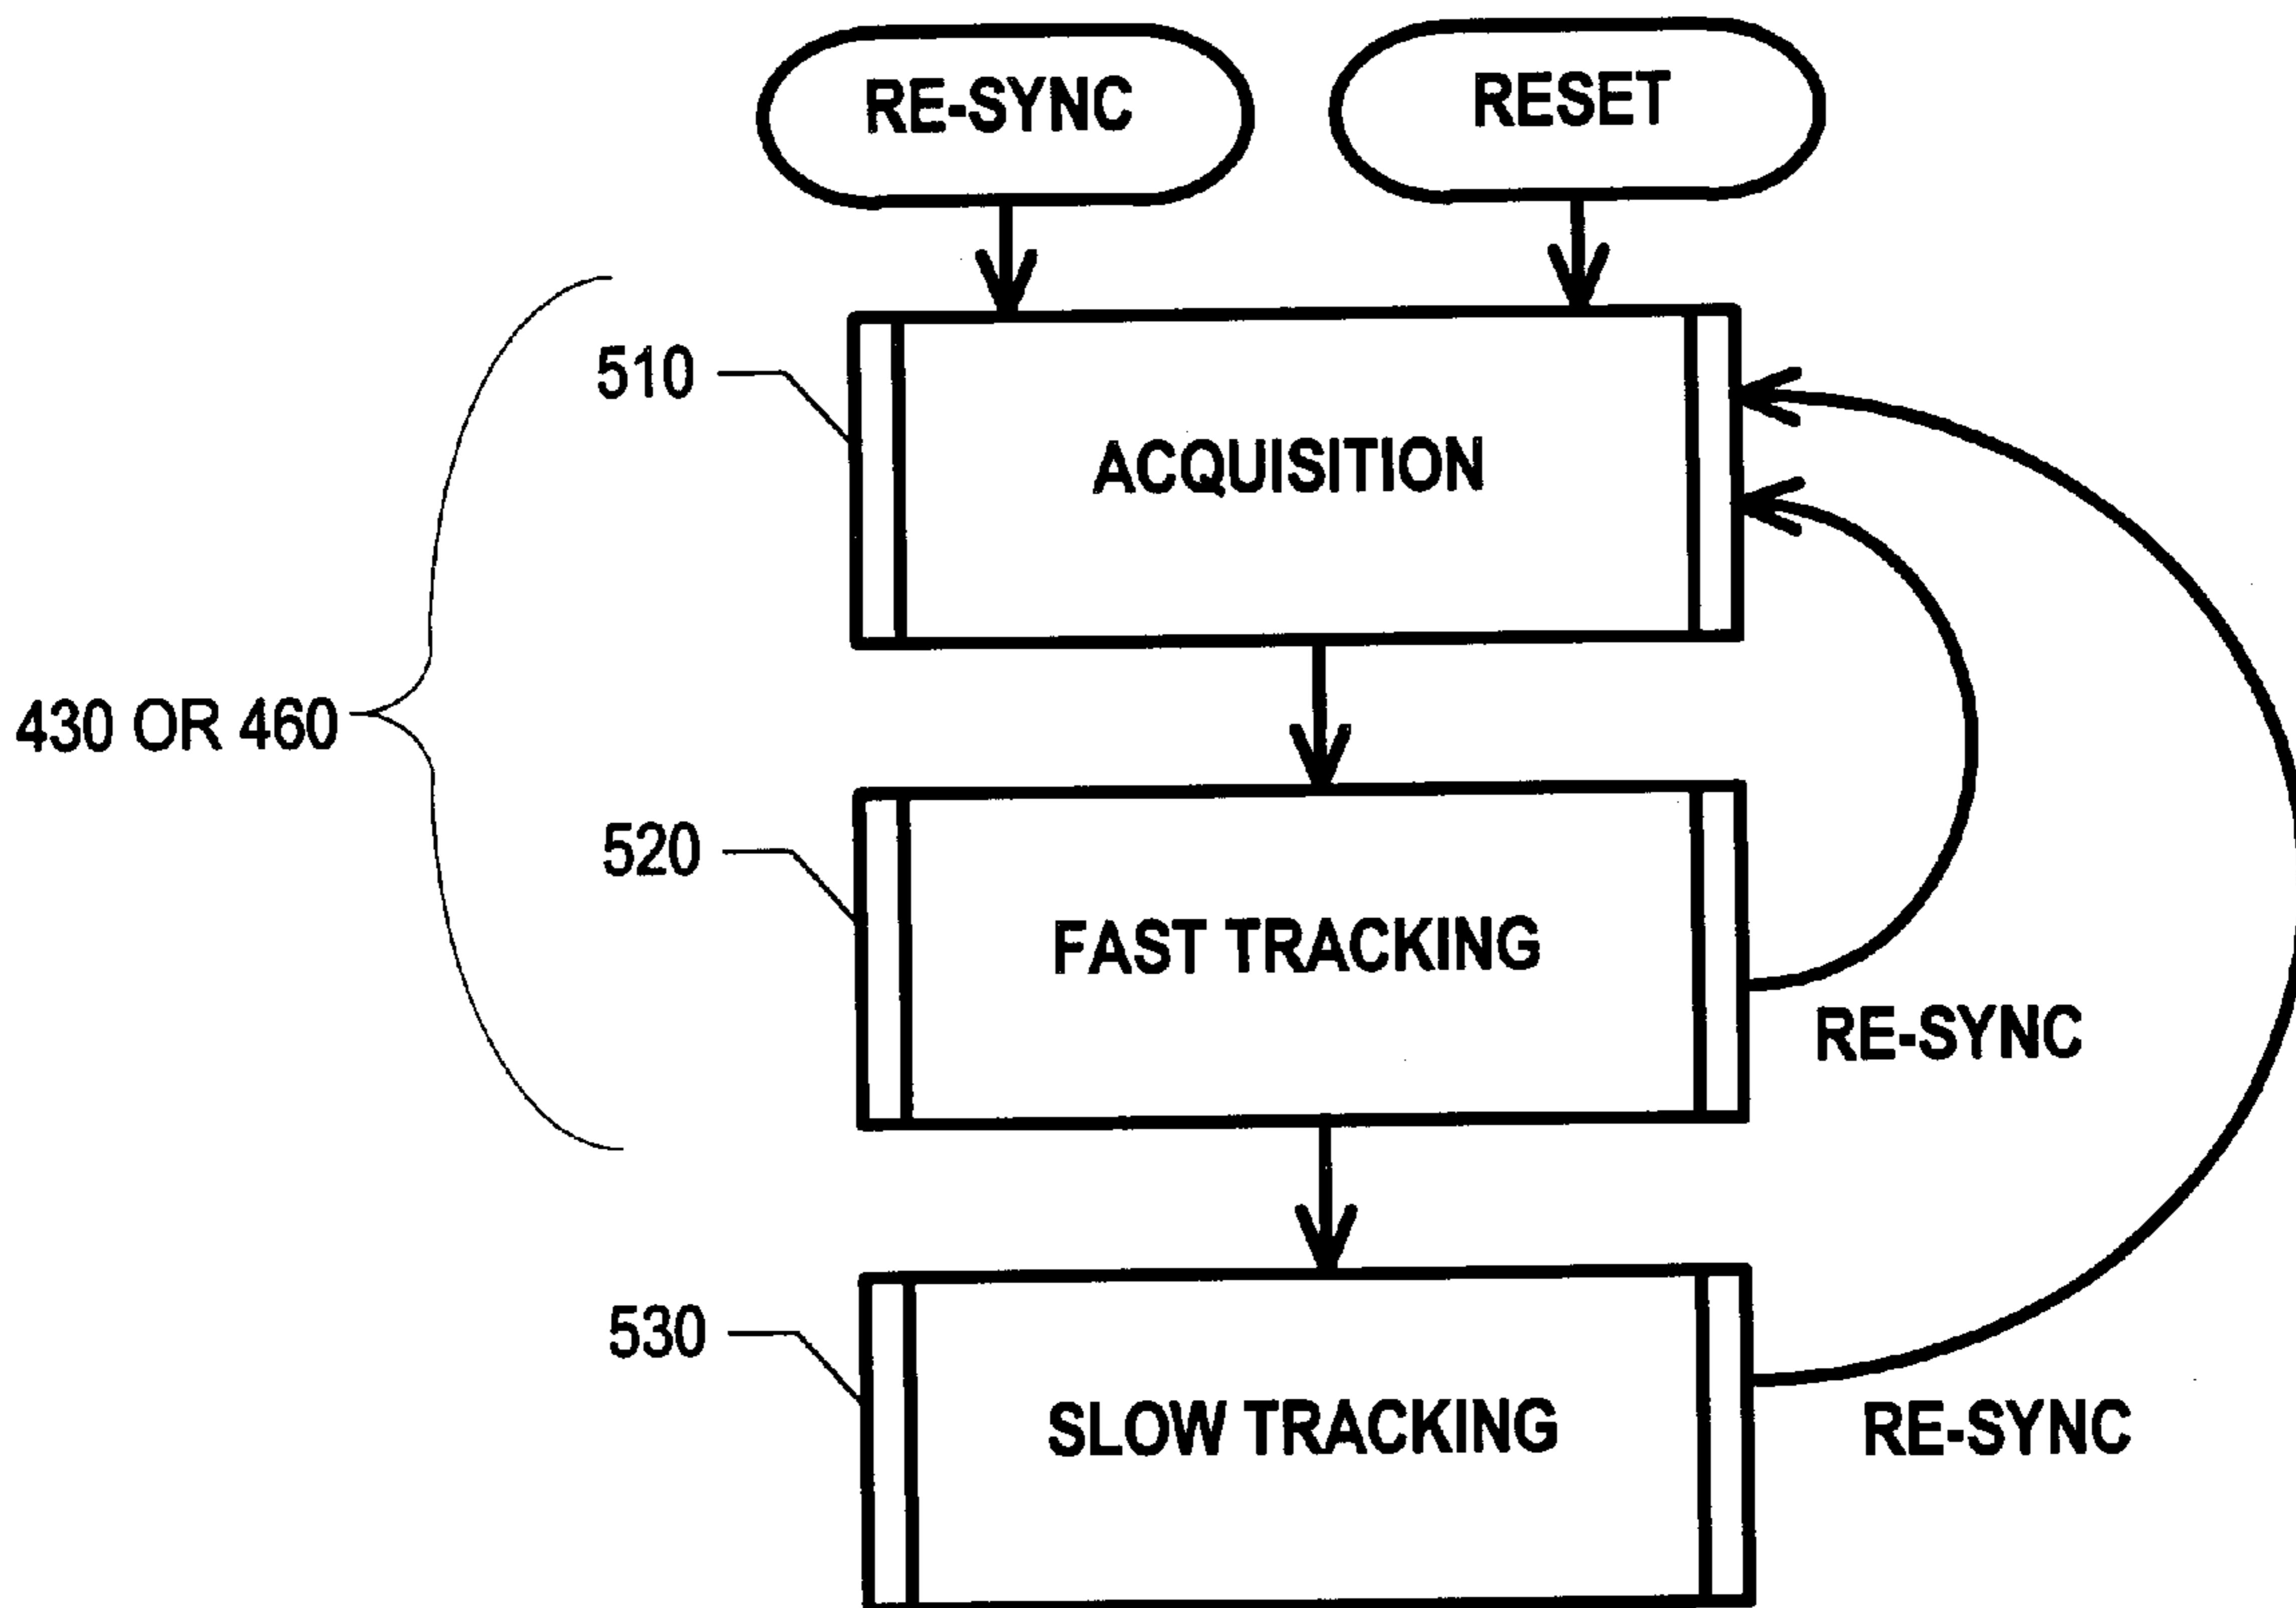 RE-SYNC
RESET
510
ACQUISITION
430 OR 460
520
FAST TRACKING
RE-SYNC
530
SLOW TRACKING
RE-SYNC